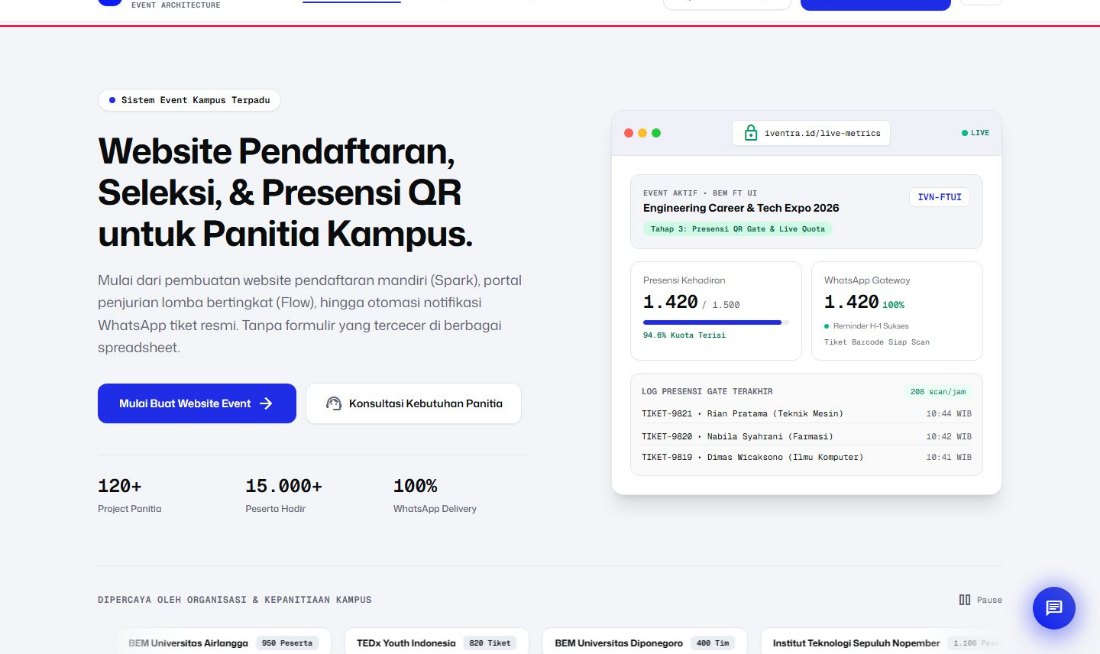 EVENT ARCHITECTURE
Sistem Event Kampus Terpadu
Website Pendaftaran,
Seleksi, & Presensi QR
untuk Panitia Kampus.
Mulai dari pembuatan website pendaftaran mandiri (Spark), portal
penjurian lomba bertingkat (Flow), hingga otomasi notifikasi
WhatsApp tiket resmi. Tanpa formulir yang tercecer di berbagai
spreadsheet.
Mulai Buat Website Event
Konsultasi Kebutuhan Panitia
120+
Project Panitia
15.000+
Peserta Hadir
100%
WhatsApp Delivery
iventra.id/live-metrics
LIVE
EVENT AKTIF • BEM FT UI
Engineering Career & Tech Expo 2026
IVN-FTUI
Tahap 3: Presensi QR Gate & Live Quota
Presensi Kehadiran
1.420 / 1.500
94.6% Kuota Terisi
WhatsApp Gateway
1.420 100%
Reminder H-1 Sukses
Tiket Barcode Siap Scan
LOG PRESENSI GATE TERAKHIR
208 scan/jam
TIKET-9821 • Rian Pratama (Teknik Mesin) 10:44 WIB
TIKET-9820 • Nabila Syahrani (Farmasi) 10:42 WIB
TIKET-9819 • Dimas Wicaksono (Ilmu Komputer) 10:41 WIB
DIPERCAYA OLEH ORGANISASI & KEPANITIAAN KAMPUS
Pause
BEM Universitas Airlangga 950 Peserta
TEDx Youth Indonesia 820 Tiket
BEM Universitas Diponegoro 400 Tim
Institut Teknologi Sepuluh Nopember 1.100